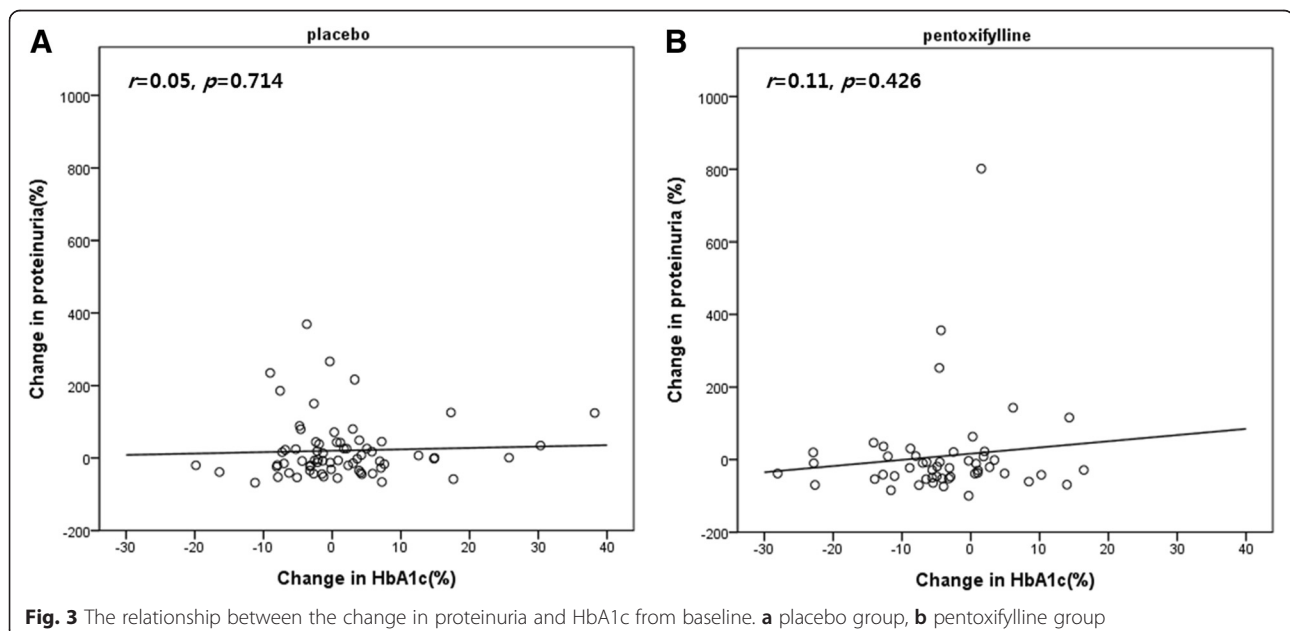 A
placebo
r=0.05, p=0.714
Change in proteinuria(%)
1000
800
600
400
200
0
-200
-30 -20 -10 0 10 20 30 40
Change in HbA1c(%)
B
pentoxifylline
r=0.11, p=0.426
Change in proteinuria (%)
1000
800
600
400
200
0
-200
-30 -20 -10 0 10 20 30 40
Change in HbA1c(%)
Fig. 3 The relationship between the change in proteinuria and HbA1c from baseline. a placebo group, b pentoxifylline group